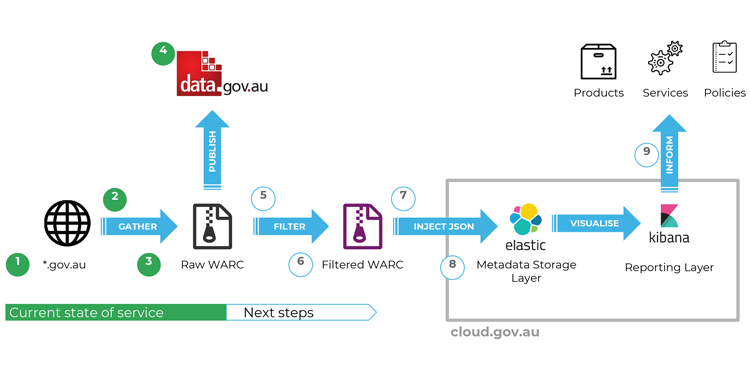 4
data.gov.au
Products
Services
Policies
PUBLISH
9
INFORM
2
5
7
GATHER
FILTER
INJECT JSON
VISUALISE
elastic
kibana
1
*.gov.au
3
Raw WARC
6
Filtered WARC
8
Metadata Storage
Layer
Reporting Layer
Current state of service
Next steps
cloud.gov.au